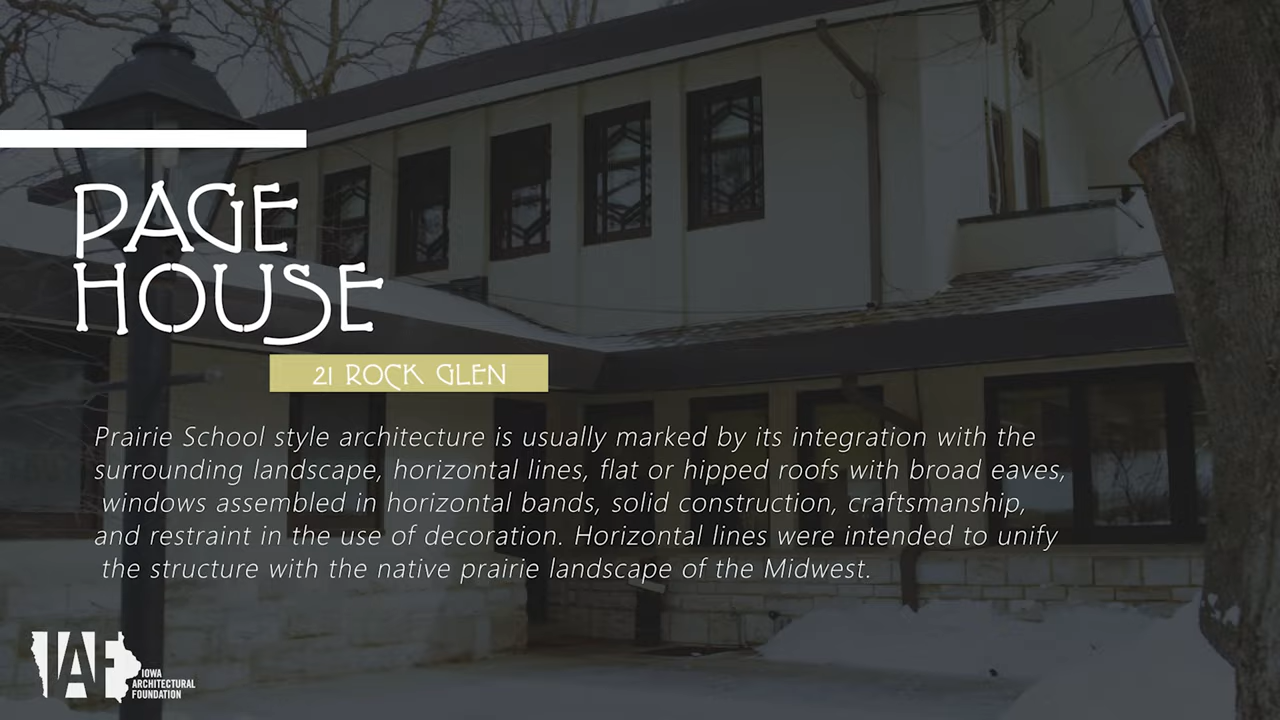 PAGE
HOUSE
21 ROCK GLEN
Prairie School style architecture is usually marked by its integration with the
surrounding landscape, horizontal lines, flat or hipped roofs with broad eaves,
windows assembled in horizontal bands, solid construction, craftsmanship,
and restraint in the use of decoration. Horizontal lines were intended to unify
the structure with the native prairie landscape of the Midwest.
IAF
IOWA
ARCHITECTURAL
FOUNDATION